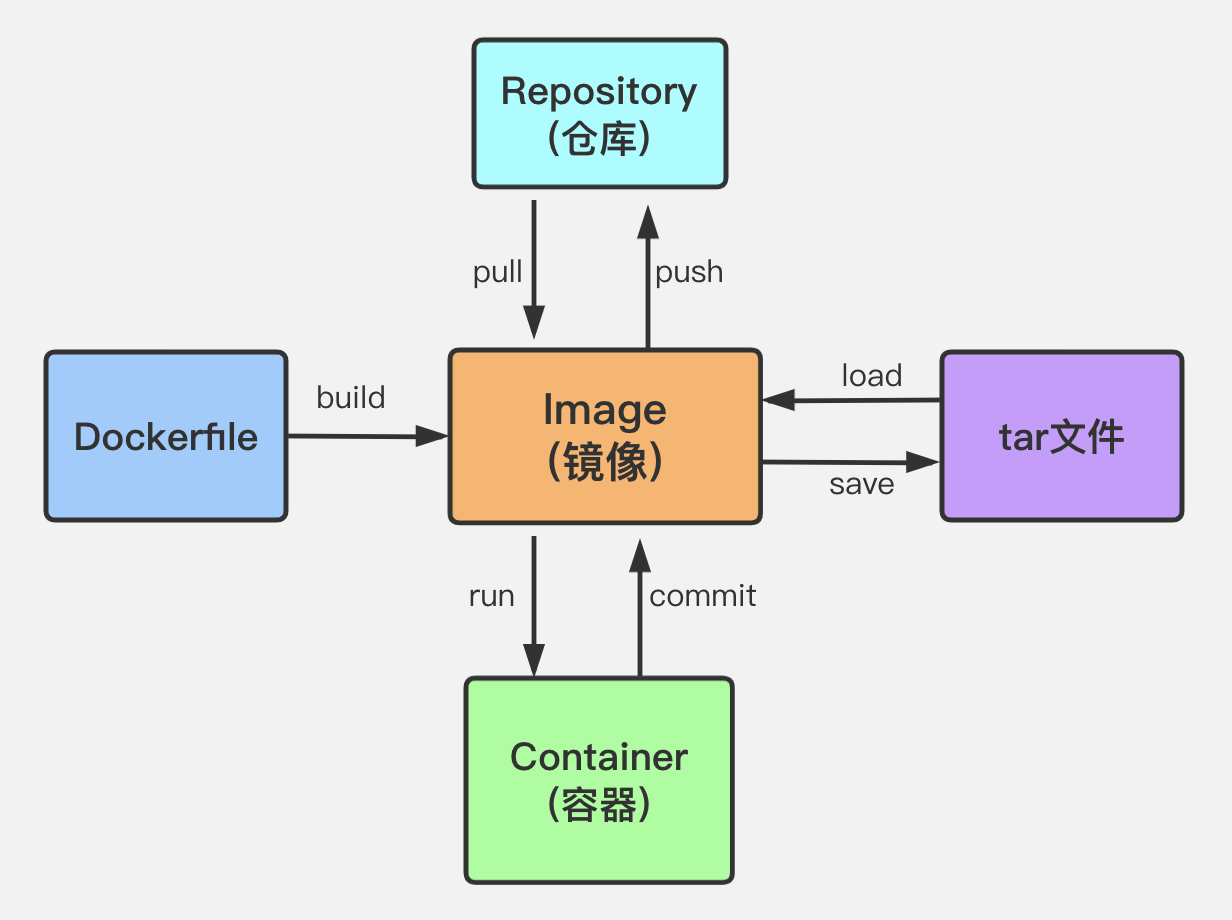 Repository
(仓库)
pull
push
Dockerfile
build
Image
(镜像)
load
save
tar文件
run
commit
Container
(容器)